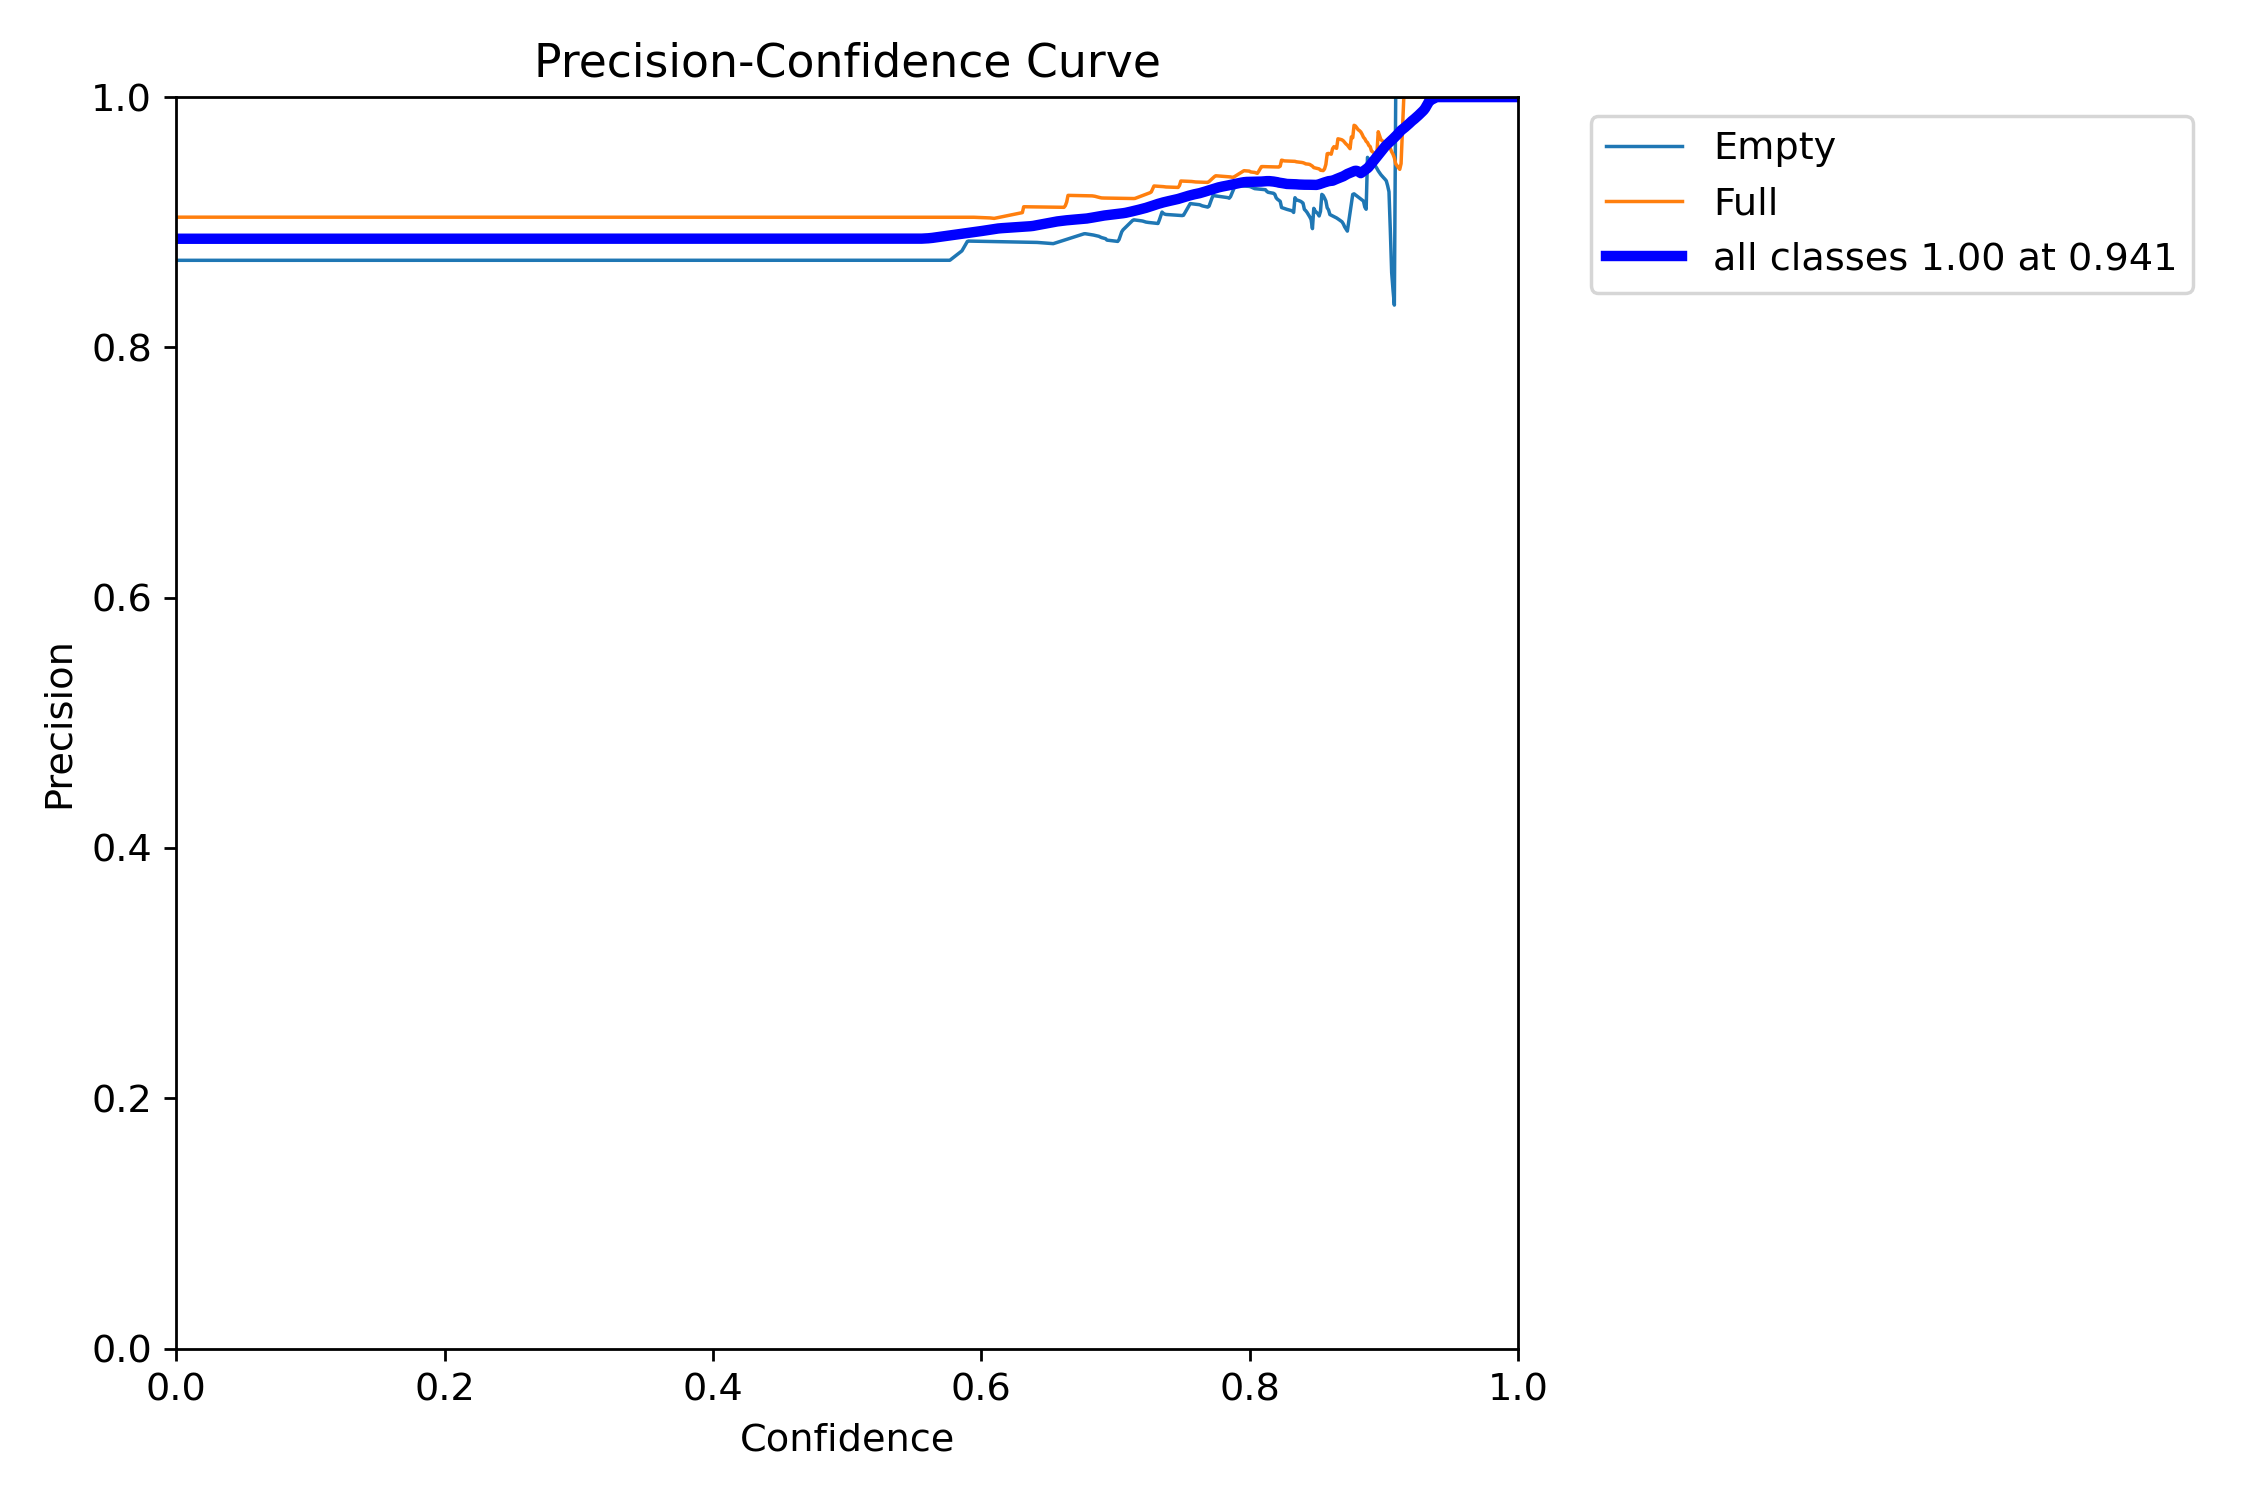 Precision-Confidence Curve
1.0
0.8
0.6
0.4
0.2
0.0
Precision
0.0 0.2 0.4 0.6 0.8 1.0
Confidence
Empty
Full
all classes 1.00 at 0.941